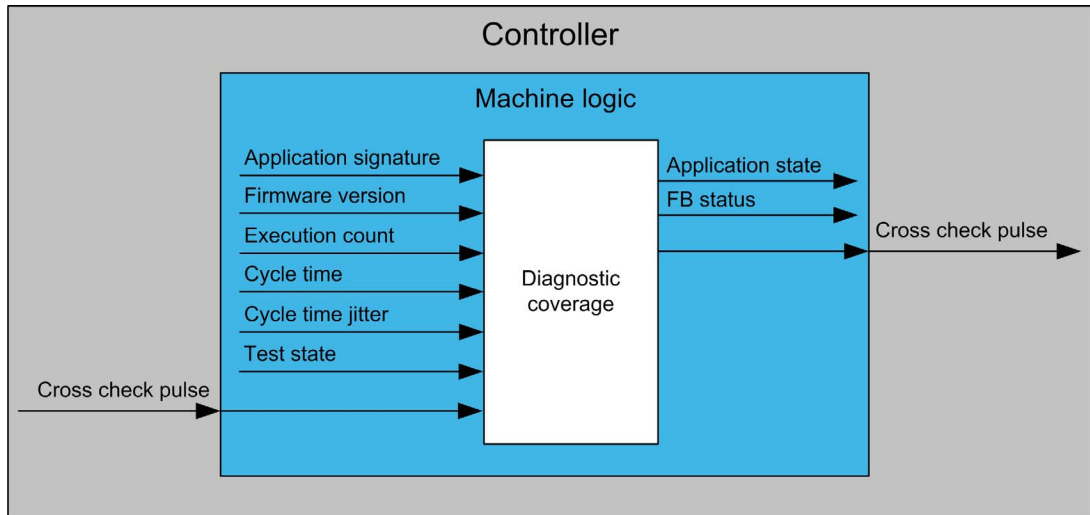 Controller
Machine logic
Application signature
Firmware version
Execution count
Cycle time
Cycle time jitter
Test state
Cross check pulse
Diagnostic
coverage
Application state
FB status
Cross check pulse